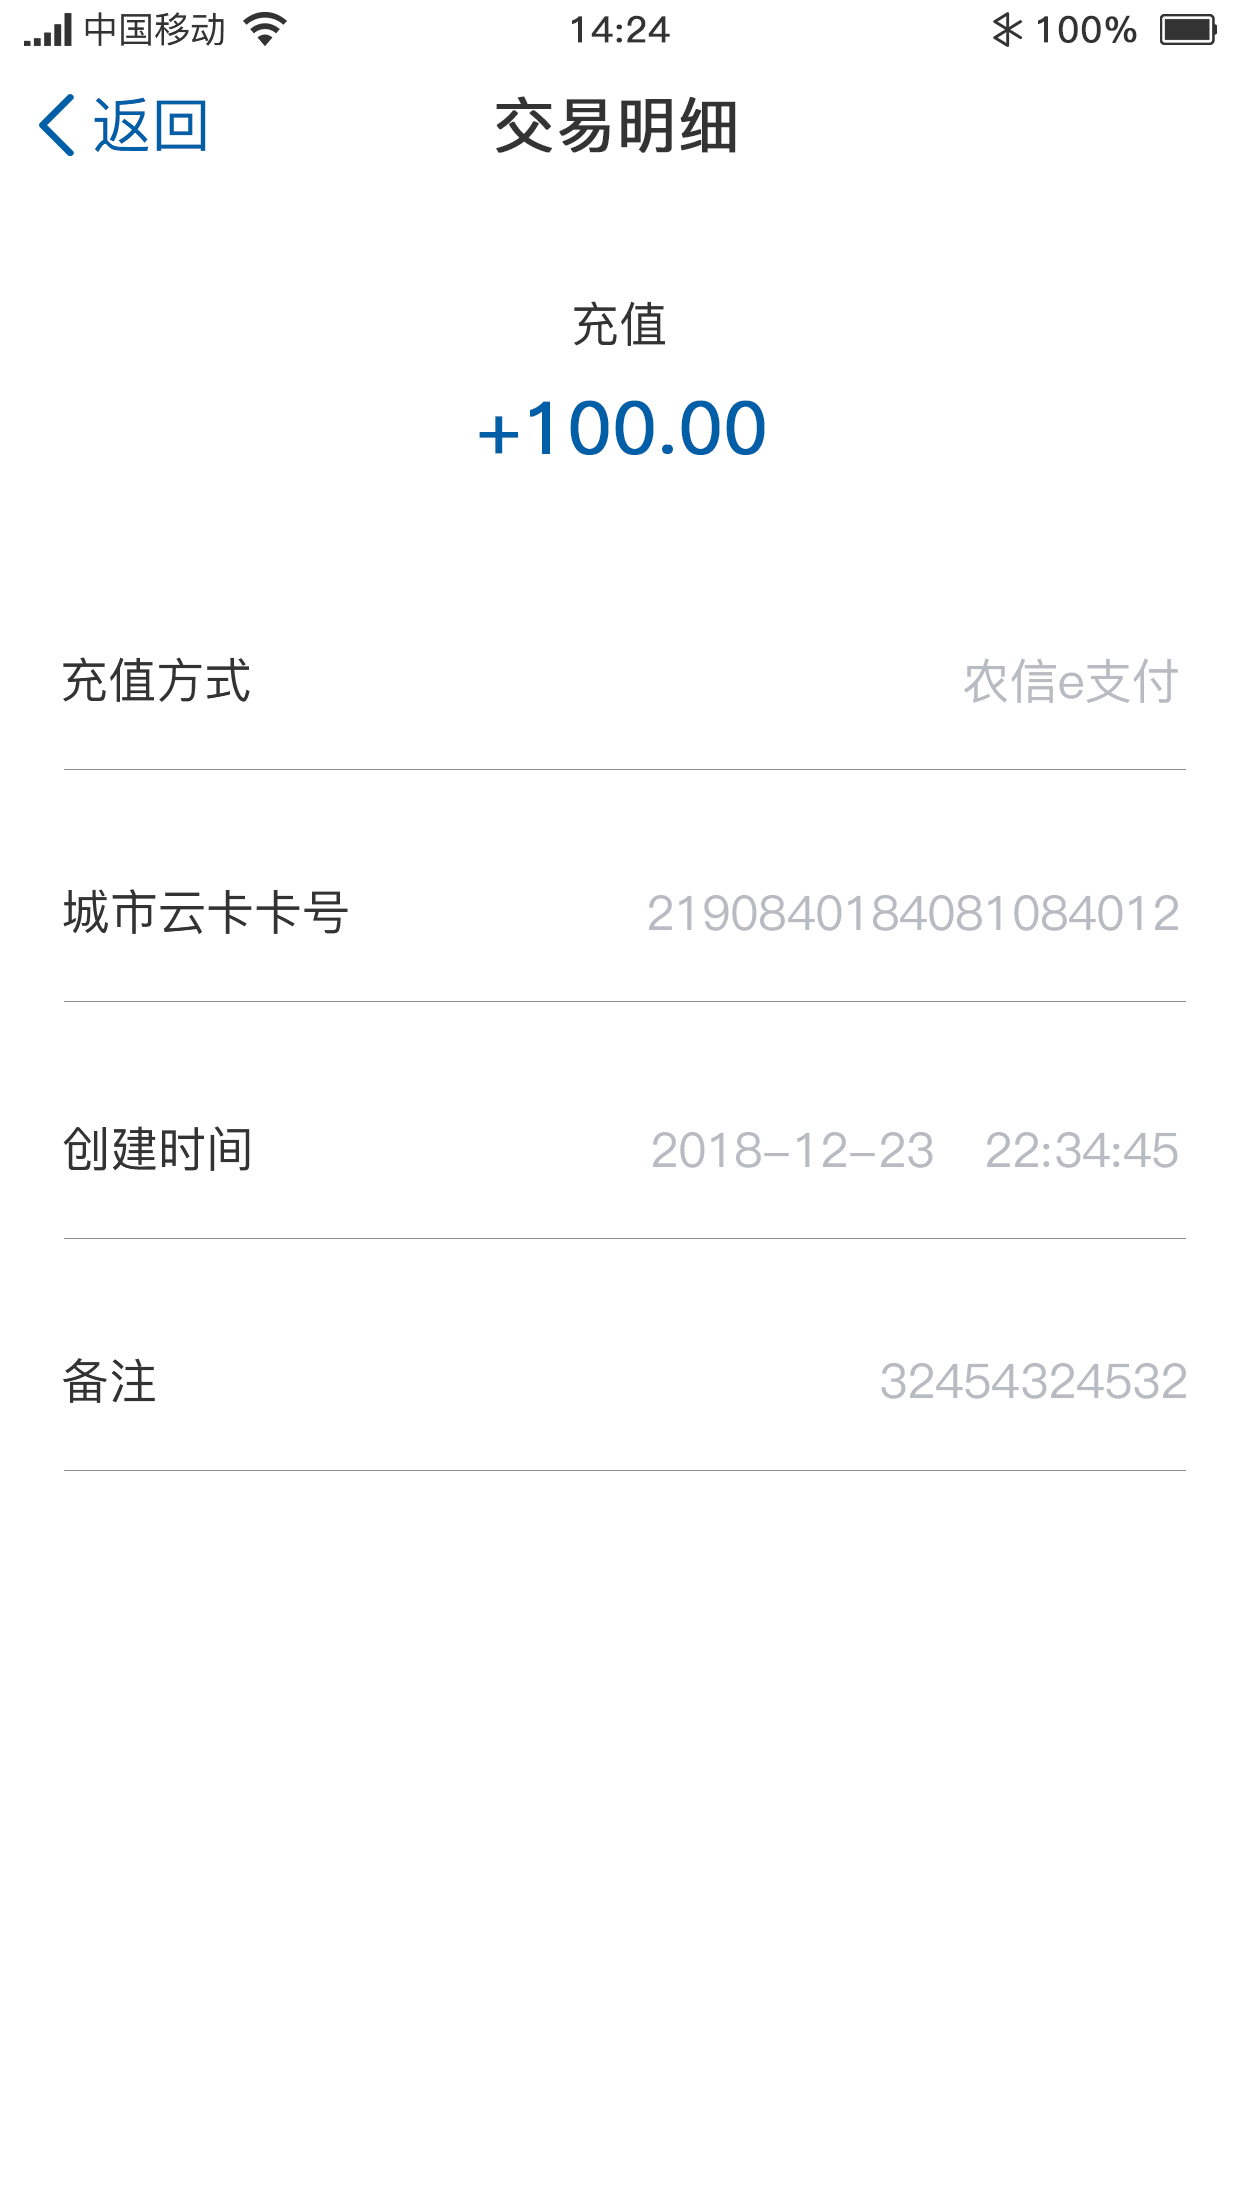 中国移动 14:24 100%
返回 交易明细
充值
+100.00
充值方式 农信e支付
城市云卡卡号 2190840184081084012
创建时间 2018-12-23 22:34:45
备注 32454324532